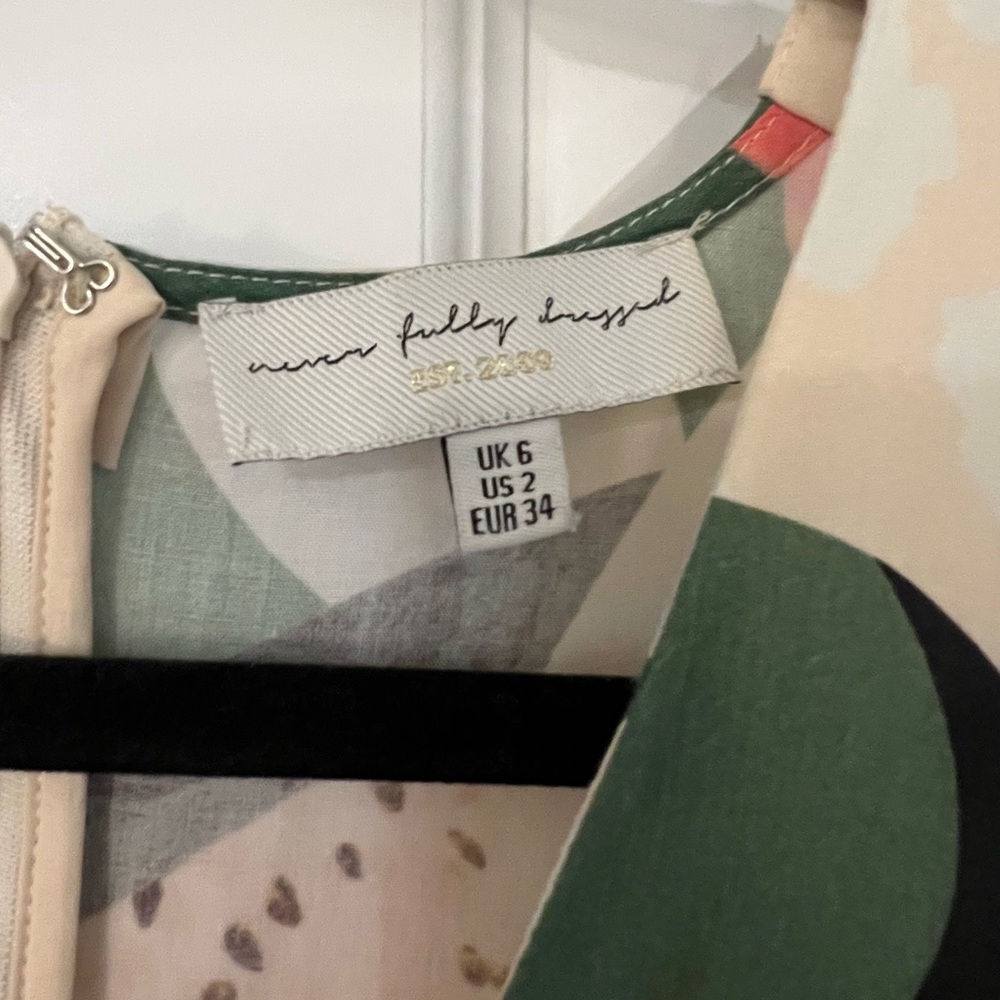 never fully dressed
EST. 2009
UK 6
US 2
EUR 34